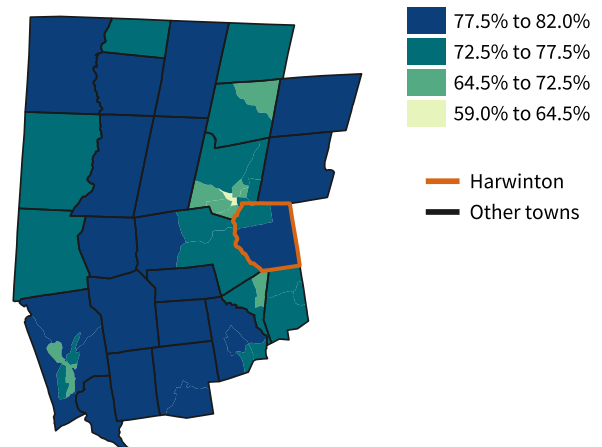 77.5% to 82.0%
72.5% to 77.5%
64.5% to 72.5%
59.0% to 64.5%
Harwinton
Other towns